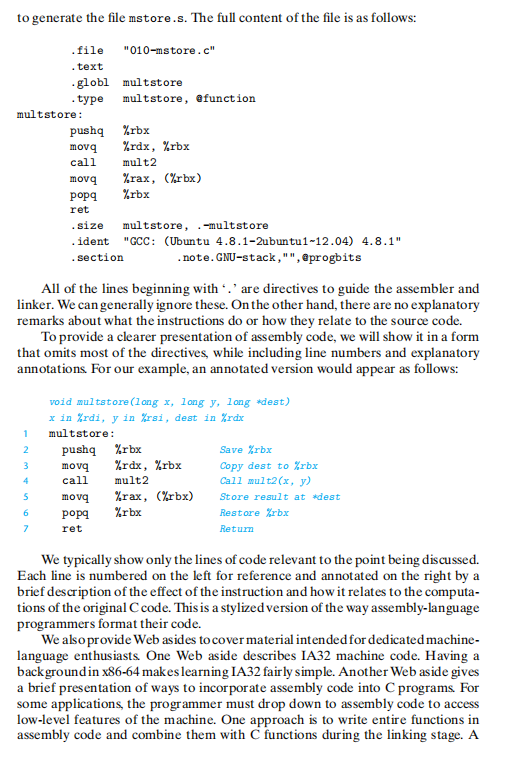 to generate the file mstore.s. The full content of the file is as follows:
.file "010-mstore.c"
.text
.globl multstore
.type multstore, @function
multstore:
pushq %rbx
movq %rdx, %rbx
call mult2
movq %rax, (%rbx)
popq %rbx
ret
.size multstore, .-multstore
.ident "GCC: (Ubuntu 4.8.1-2ubuntu1~12.04) 4.8.1"
.section .note.GNU-stack,"",@progbits
All of the lines beginning with ‘.’ are directives to guide the assembler and
linker. We can generally ignore these. On the other hand, there are no explanatory
remarks about what the instructions do or how they relate to the source code.
To provide a clearer presentation of assembly code, we will show it in a form
that omits most of the directives, while including line numbers and explanatory
annotations. For our example, an annotated version would appear as follows:
void multstore(long x, long y, long *dest)
x in %rdi, y in %rsi, dest in %rdx
1 multstore:
2 pushq %rbx Save %rbx
3 movq %rdx, %rbx Copy dest to %rbx
4 call mult2 Call mult2(x, y)
5 movq %rax, (%rbx) Store result at *dest
6 popq %rbx Restore %rbx
7 ret Return
We typically show only the lines of code relevant to the point being discussed.
Each line is numbered on the left for reference and annotated on the right by a
brief description of the effect of the instruction and how it relates to the computa-
tions of the original C code. This is a stylized version of the way assembly-language
programmers format their code.
We also provide Web asides to cover material intended for dedicated machine-
language enthusiasts. One Web aside describes IA32 machine code. Having a
background in x86-64 makes learning IA32 fairly simple. Another Web aside gives
a brief presentation of ways to incorporate assembly code into C programs. For
some applications, the programmer must drop down to assembly code to access
low-level features of the machine. One approach is to write entire functions in
assembly code and combine them with C functions during the linking stage. A